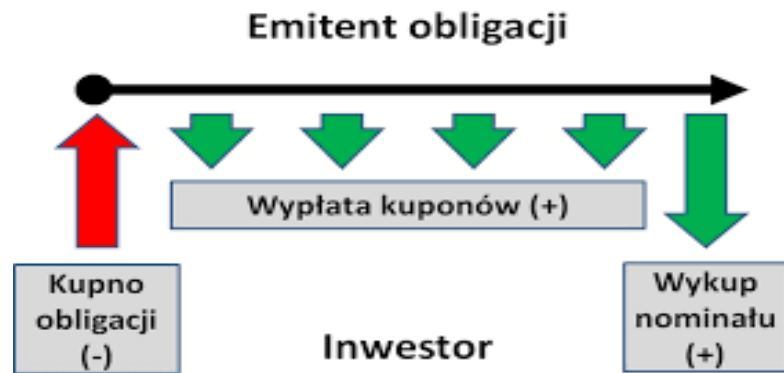 Emitent obligacji
Wypłata kuponów (+)
Kupno
obligacji
(-)
Inwestor
Wykup
nominału
(+)